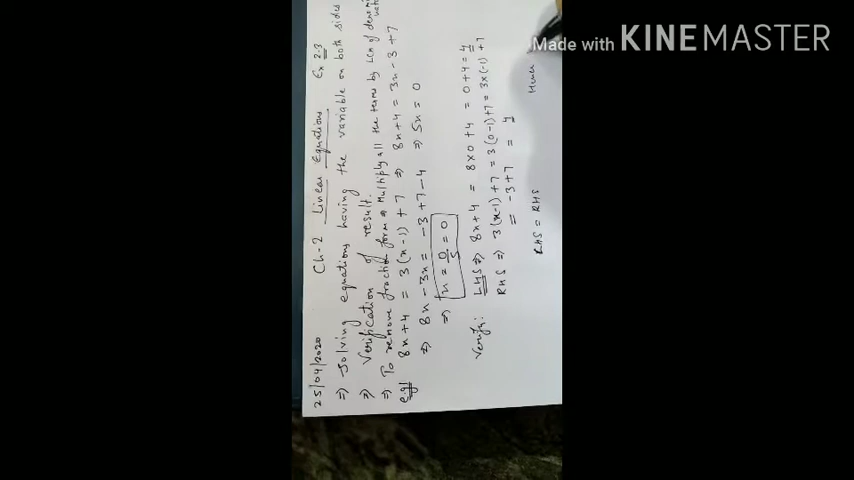 25/04/2020 Ch-2 Linear Equations Ex 2.3
⇒ Solving equations having the variable on both sides
⇒ Verification of result.
⇒ To remove fraction form → Multiply all the terms by LCM of denominator
e.g1 8x+4 = 3(x-1)+7 ⇒ 8x+4 = 3x-3+7
⇒ 8x-3x = -3+7-4 ⇒ 5x = 0
⇒ x = 0/5 = 0
Verify: LHS ⇒ 8x+4 = 8×0+4 = 0+4 = 4
RHS ⇒ 3(x-1)+7 = 3(0-1)+7 = 3×(-1)+7
= -3+7 = 4
RHS = RHS Hence
Made with KINEMASTER